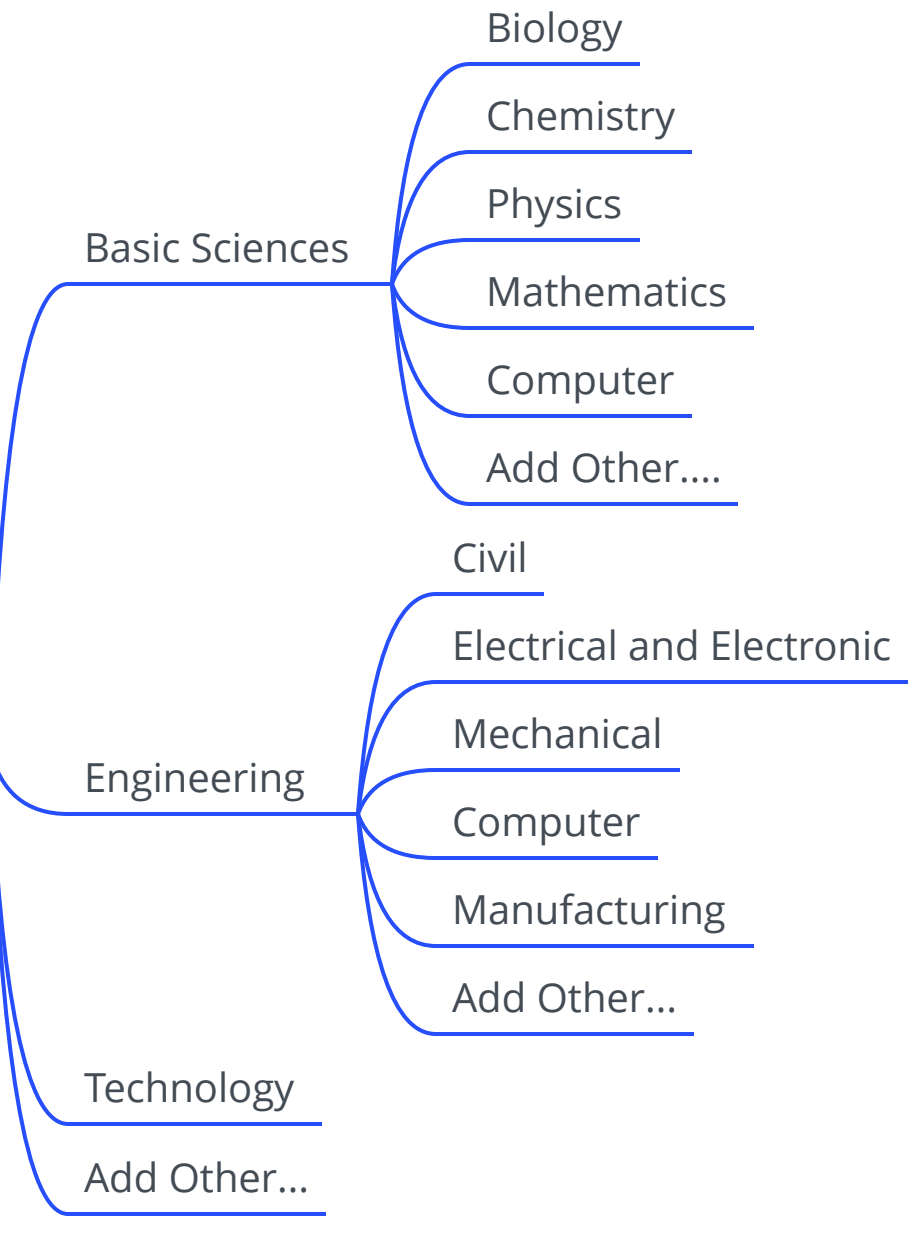 Basic Sciences
Biology
Chemistry
Physics
Mathematics
Computer
Add Other....
Engineering
Civil
Electrical and Electronic
Mechanical
Computer
Manufacturing
Add Other...
Technology
Add Other...